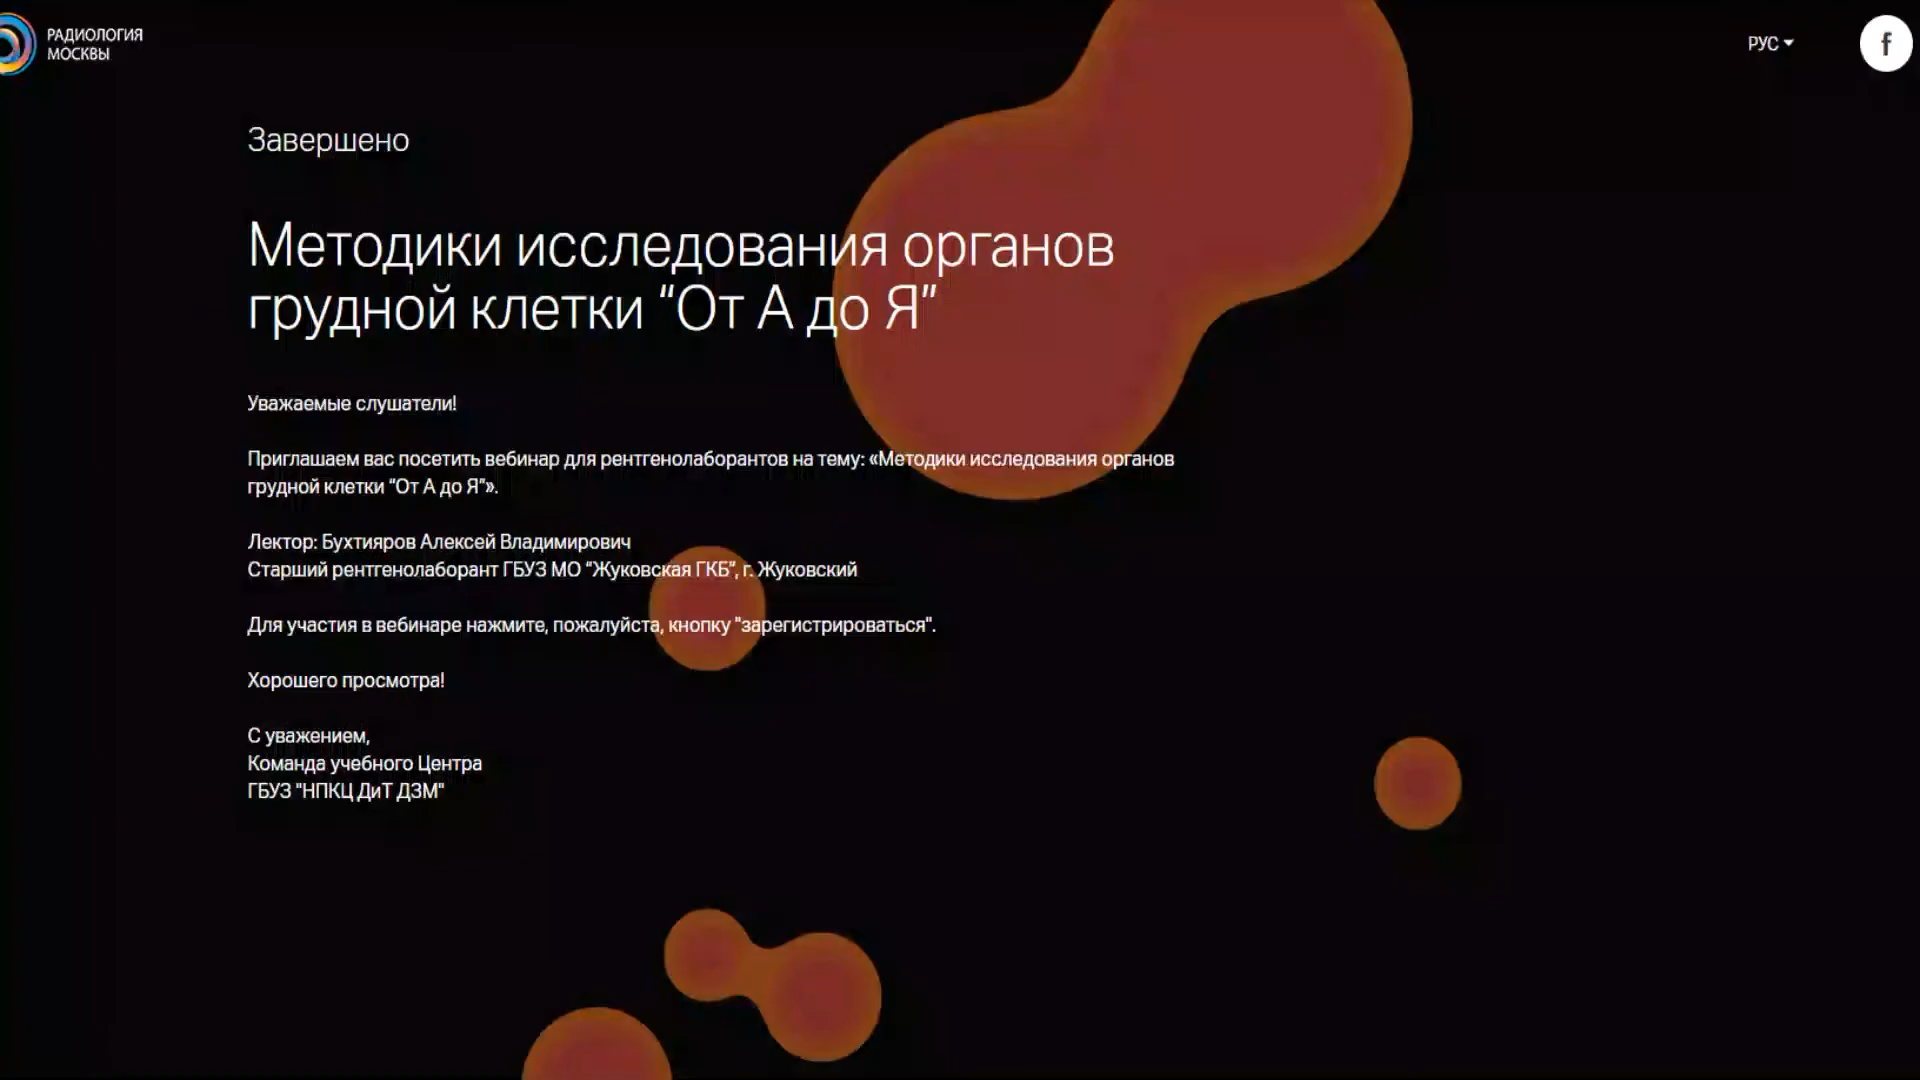 РАДИОЛОГИЯ
МОСКВЫ
РУС
f
Завершено
Методики исследования органов
грудной клетки “От А до Я”
Уважаемые слушатели!
Приглашаем вас посетить вебинар для рентгенолаборантов на тему: «Методики исследования органов
грудной клетки “От А до Я”».
Лектор: Бухтияров Алексей Владимирович
Старший рентгенолаборант ГБУЗ МО “Жуковская ГКБ”, г. Жуковский
Для участия в вебинаре нажмите, пожалуйста, кнопку "зарегистрироваться".
Хорошего просмотра!
С уважением,
Команда учебного Центра
ГБУЗ "НПКЦ ДиТ ДЗМ"